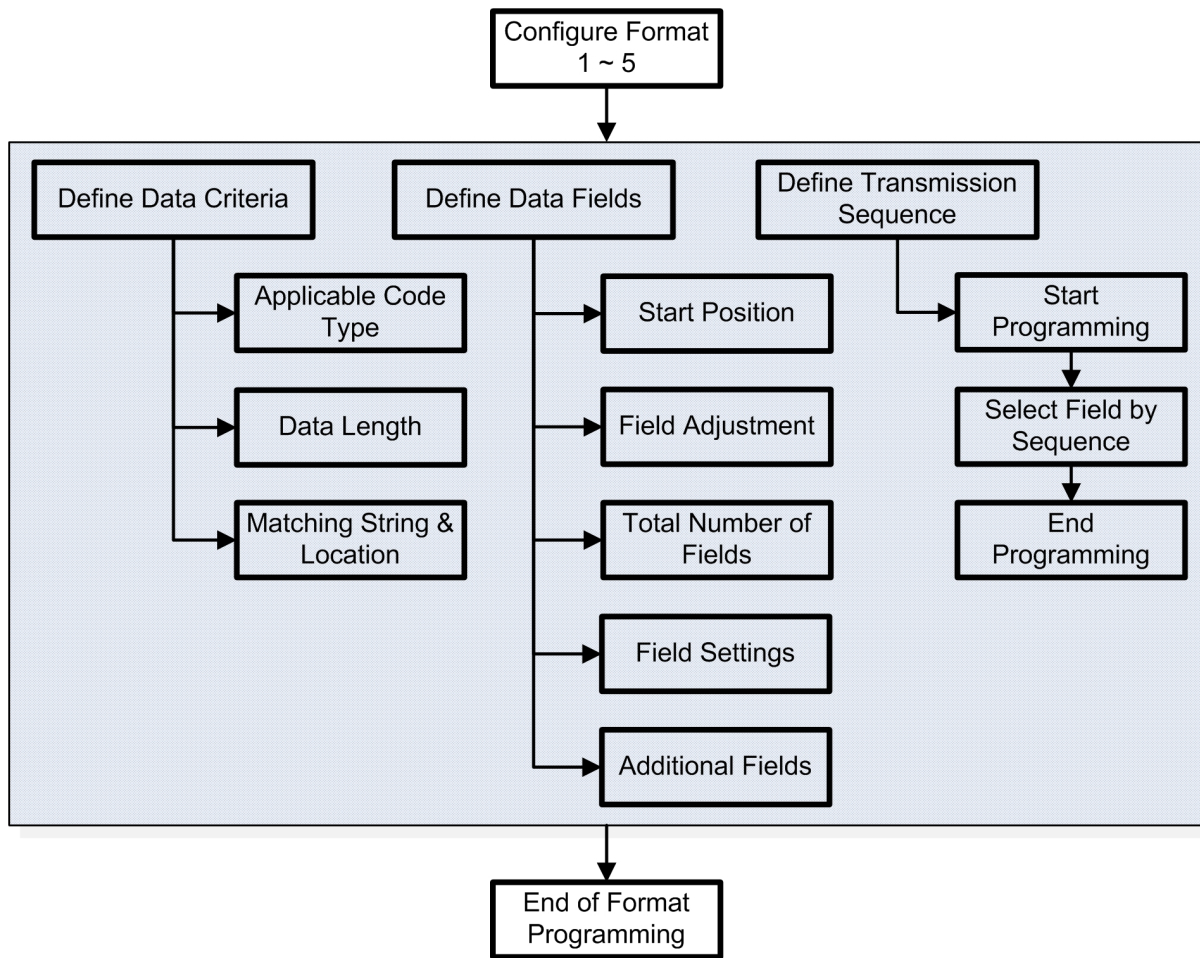 Configure Format
1 ~ 5
Define Data Criteria
Applicable Code
Type
Data Length
Matching String &
Location
Define Data Fields
Start Position
Field Adjustment
Total Number of
Fields
Field Settings
Additional Fields
Define Transmission
Sequence
Start
Programming
Select Field by
Sequence
End
Programming
End of Format
Programming